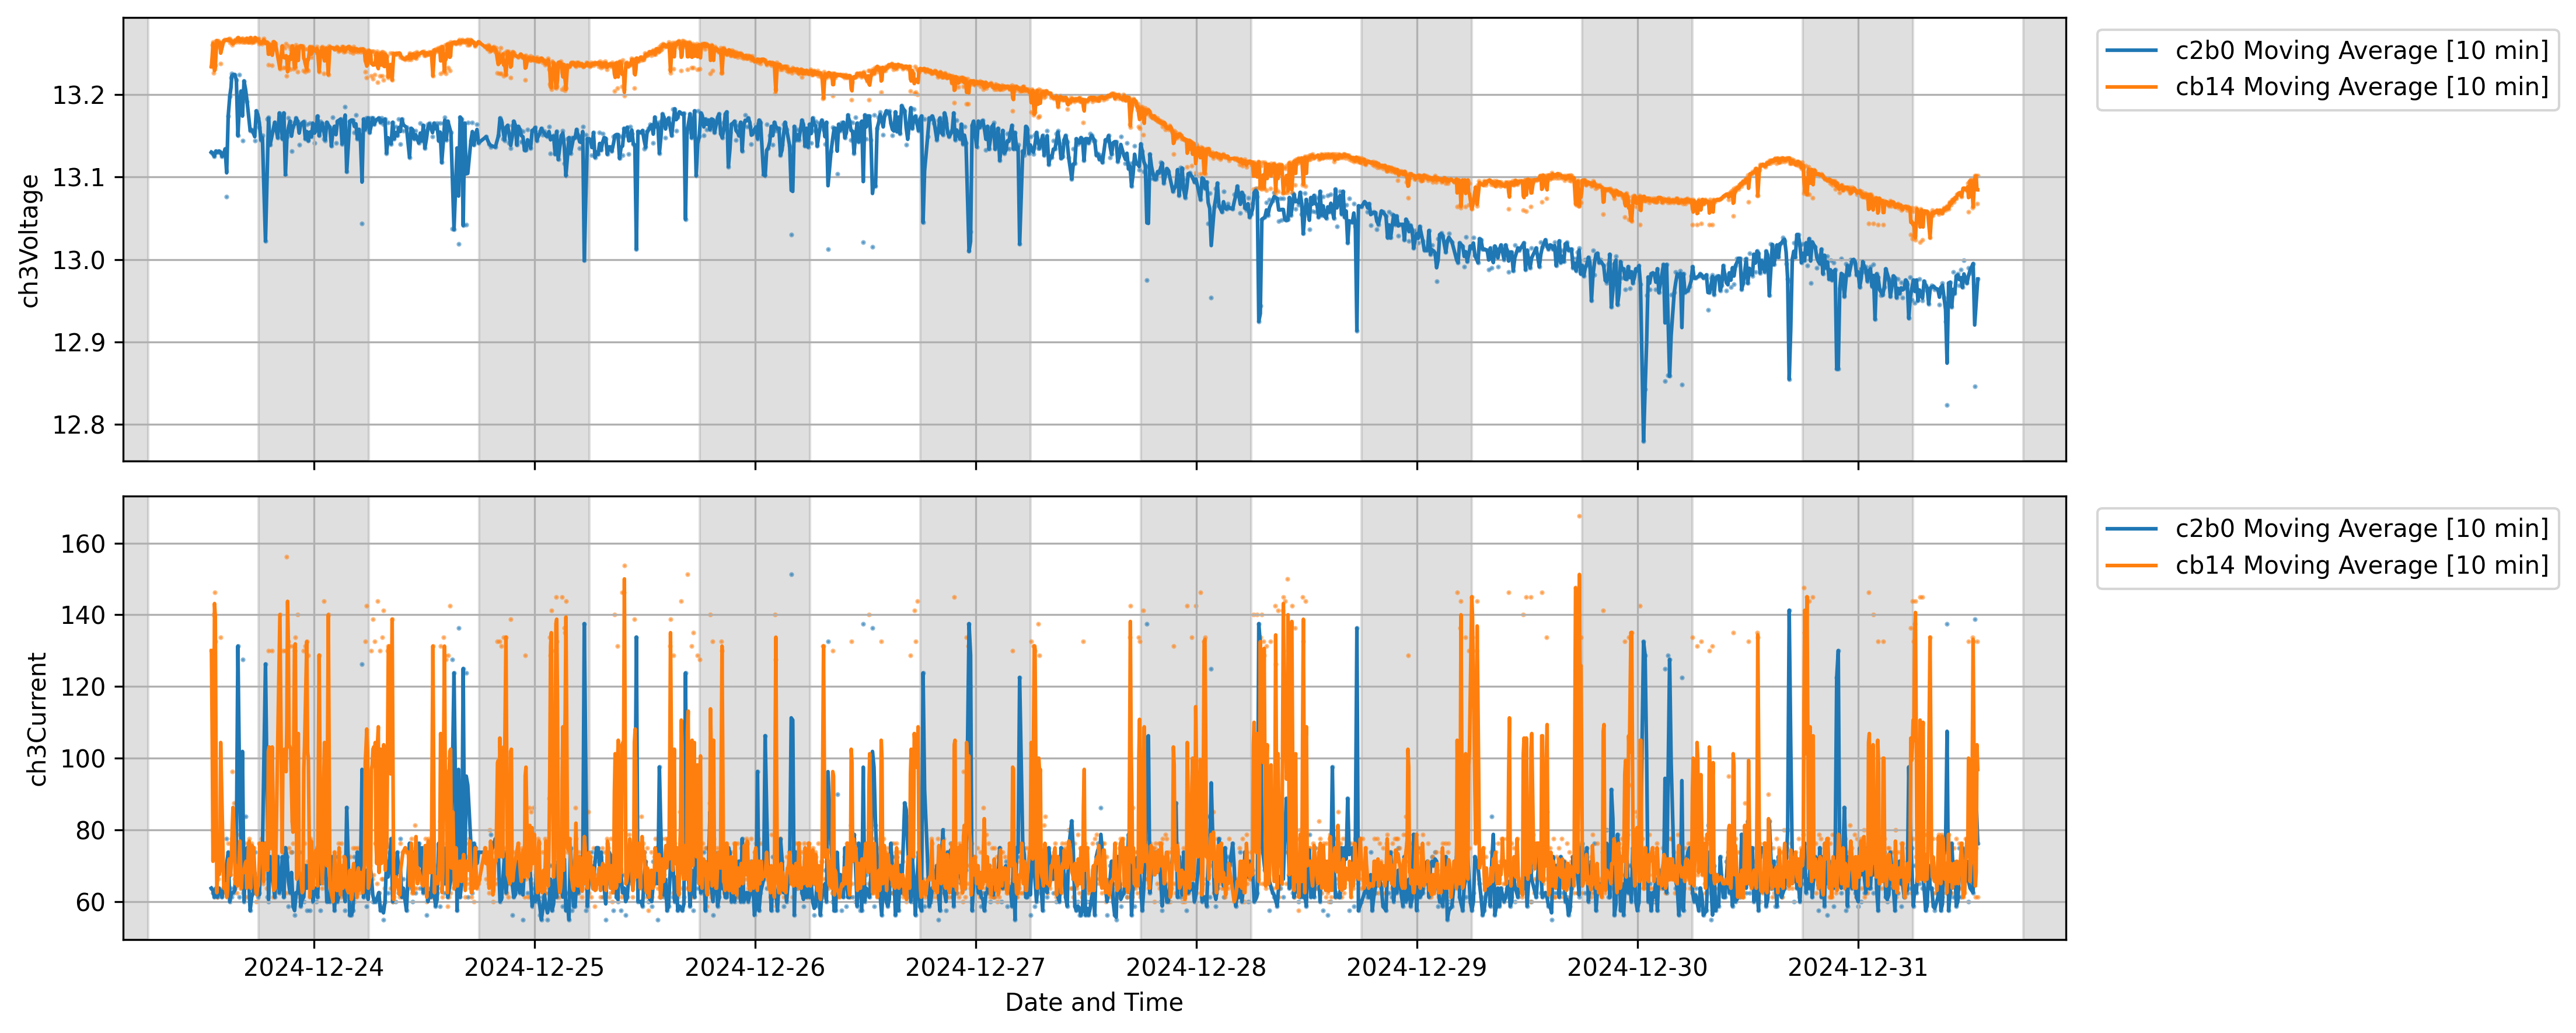 ch3Voltage
13.2
13.1
13.0
12.9
12.8
c2b0 Moving Average [10 min]
cb14 Moving Average [10 min]
ch3Current
160
140
120
100
80
60
c2b0 Moving Average [10 min]
cb14 Moving Average [10 min]
2024-12-24 2024-12-25 2024-12-26 2024-12-27 2024-12-28 2024-12-29 2024-12-30 2024-12-31
Date and Time